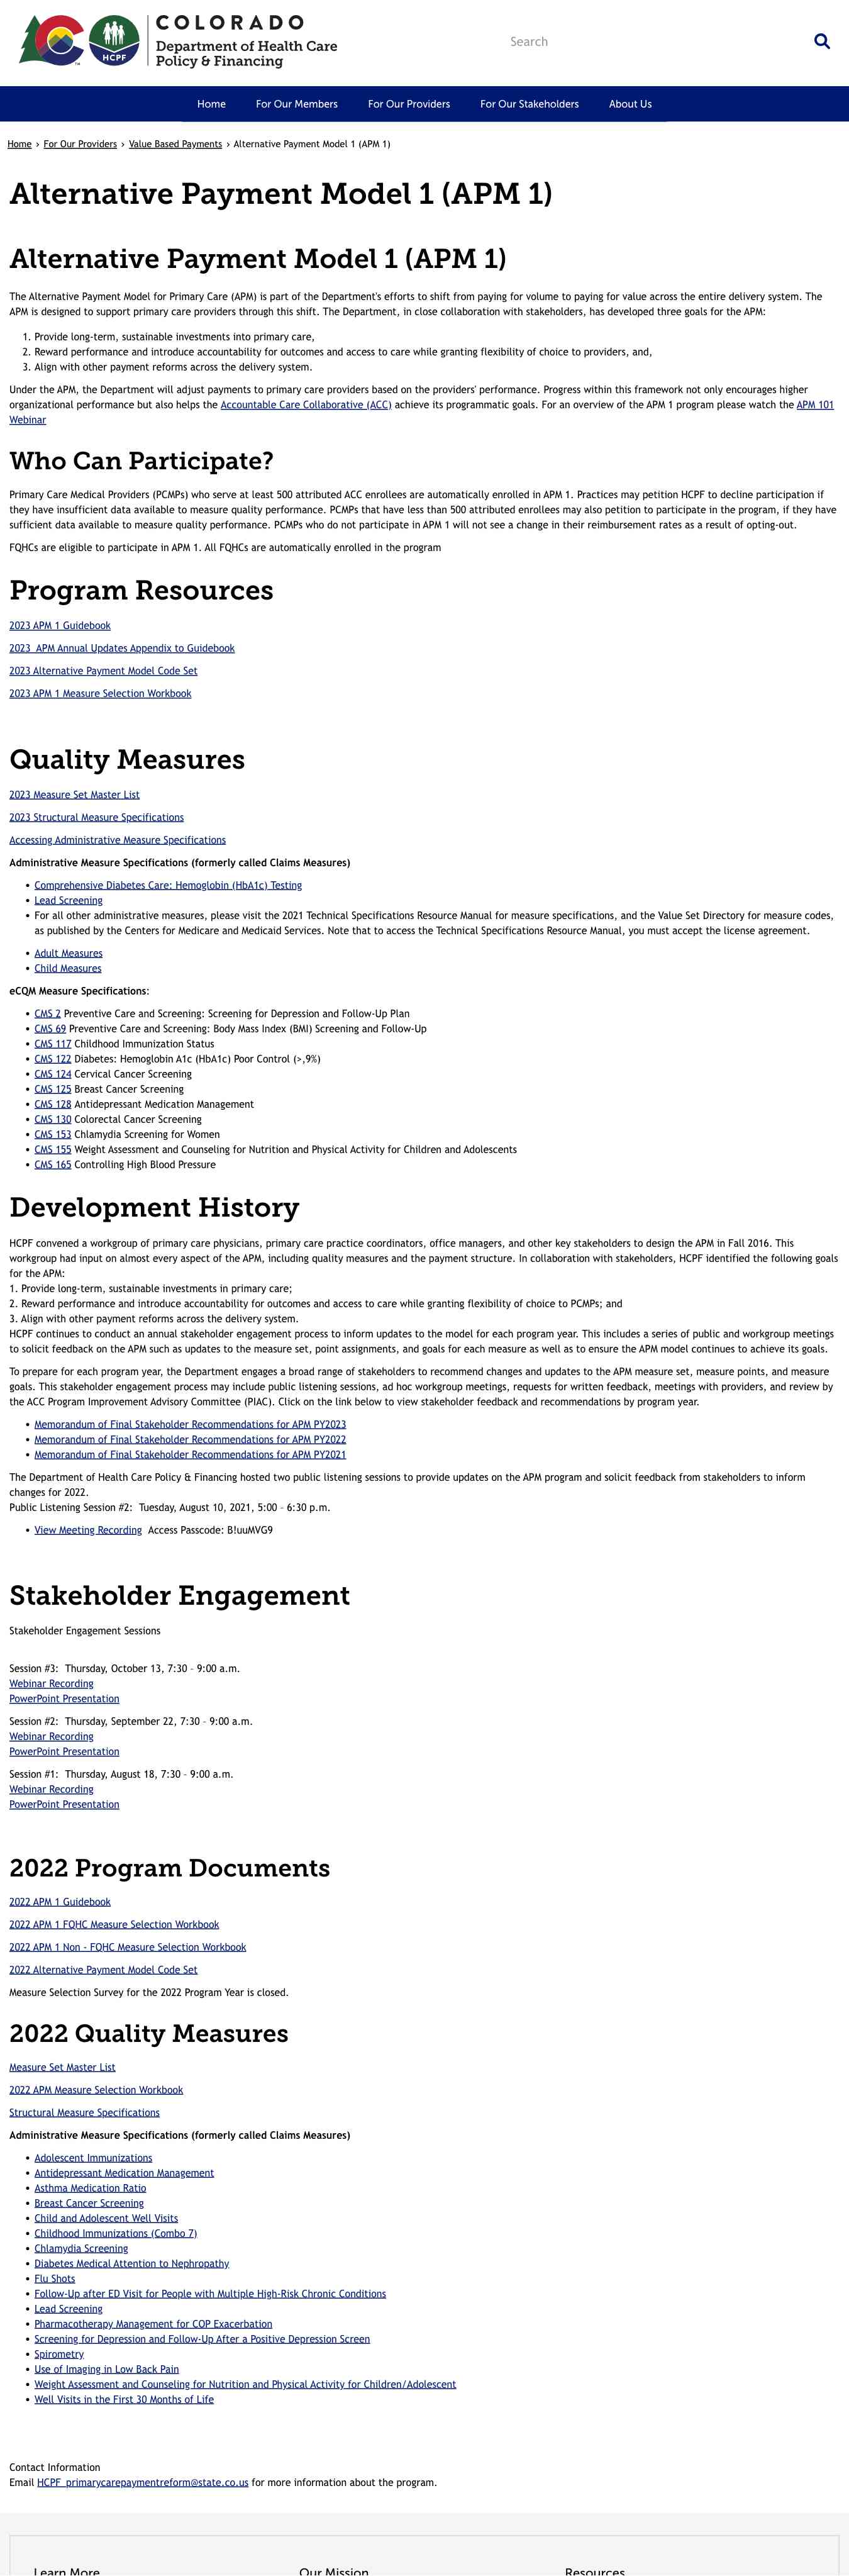 COLORADO
Department of Health Care
Policy & Financing
HCPF
TM
Search
Home
For Our Members
For Our Providers
For Our Stakeholders
About Us
Home › For Our Providers › Value Based Payments › Alternative Payment Model 1 (APM 1)
Alternative Payment Model 1 (APM 1)
Alternative Payment Model 1 (APM 1)
The Alternative Payment Model for Primary Care (APM) is part of the Department's efforts to shift from paying for volume to paying for value across the entire delivery system. The
APM is designed to support primary care providers through this shift. The Department, in close collaboration with stakeholders, has developed three goals for the APM:
1. Provide long-term, sustainable investments into primary care,
2. Reward performance and introduce accountability for outcomes and access to care while granting flexibility of choice to providers, and,
3. Align with other payment reforms across the delivery system.
Under the APM, the Department will adjust payments to primary care providers based on the providers' performance. Progress within this framework not only encourages higher
organizational performance but also helps the Accountable Care Collaborative (ACC) achieve its programmatic goals. For an overview of the APM 1 program please watch the APM 101
Webinar
Who Can Participate?
Primary Care Medical Providers (PCMPs) who serve at least 500 attributed ACC enrollees are automatically enrolled in APM 1. Practices may petition HCPF to decline participation if
they have insufficient data available to measure quality performance. PCMPs that have less than 500 attributed enrollees may also petition to participate in the program, if they have
sufficient data available to measure quality performance. PCMPs who do not participate in APM 1 will not see a change in their reimbursement rates as a result of opting-out.
FQHCs are eligible to participate in APM 1. All FQHCs are automatically enrolled in the program
Program Resources
2023 APM 1 Guidebook
2023 APM Annual Updates Appendix to Guidebook
2023 Alternative Payment Model Code Set
2023 APM 1 Measure Selection Workbook
Quality Measures
2023 Measure Set Master List
2023 Structural Measure Specifications
Accessing Administrative Measure Specifications
Administrative Measure Specifications (formerly called Claims Measures)
• Comprehensive Diabetes Care: Hemoglobin (HbA1c) Testing
• Lead Screening
• For all other administrative measures, please visit the 2021 Technical Specifications Resource Manual for measure specifications, and the Value Set Directory for measure codes,
as published by the Centers for Medicare and Medicaid Services. Note that to access the Technical Specifications Resource Manual, you must accept the license agreement.
• Adult Measures
• Child Measures
eCQM Measure Specifications:
• CMS 2 Preventive Care and Screening: Screening for Depression and Follow-Up Plan
• CMS 69 Preventive Care and Screening: Body Mass Index (BMI) Screening and Follow-Up
• CMS 117 Childhood Immunization Status
• CMS 122 Diabetes: Hemoglobin A1c (HbA1c) Poor Control (>,9%)
• CMS 124 Cervical Cancer Screening
• CMS 125 Breast Cancer Screening
• CMS 128 Antidepressant Medication Management
• CMS 130 Colorectal Cancer Screening
• CMS 153 Chlamydia Screening for Women
• CMS 155 Weight Assessment and Counseling for Nutrition and Physical Activity for Children and Adolescents
• CMS 165 Controlling High Blood Pressure
Development History
HCPF convened a workgroup of primary care physicians, primary care practice coordinators, office managers, and other key stakeholders to design the APM in Fall 2016. This
workgroup had input on almost every aspect of the APM, including quality measures and the payment structure. In collaboration with stakeholders, HCPF identified the following goals
for the APM:
1. Provide long-term, sustainable investments in primary care;
2. Reward performance and introduce accountability for outcomes and access to care while granting flexibility of choice to PCMPs; and
3. Align with other payment reforms across the delivery system.
HCPF continues to conduct an annual stakeholder engagement process to inform updates to the model for each program year. This includes a series of public and workgroup meetings
to solicit feedback on the APM such as updates to the measure set, point assignments, and goals for each measure as well as to ensure the APM model continues to achieve its goals.
To prepare for each program year, the Department engages a broad range of stakeholders to recommend changes and updates to the APM measure set, measure points, and measure
goals. This stakeholder engagement process may include public listening sessions, ad hoc workgroup meetings, requests for written feedback, meetings with providers, and review by
the ACC Program Improvement Advisory Committee (PIAC). Click on the link below to view stakeholder feedback and recommendations by program year.
• Memorandum of Final Stakeholder Recommendations for APM PY2023
• Memorandum of Final Stakeholder Recommendations for APM PY2022
• Memorandum of Final Stakeholder Recommendations for APM PY2021
The Department of Health Care Policy & Financing hosted two public listening sessions to provide updates on the APM program and solicit feedback from stakeholders to inform
changes for 2022.
Public Listening Session #2: Tuesday, August 10, 2021, 5:00 – 6:30 p.m.
• View Meeting Recording Access Passcode: B!uuMVG9
Stakeholder Engagement
Stakeholder Engagement Sessions
Session #3: Thursday, October 13, 7:30 – 9:00 a.m.
Webinar Recording
PowerPoint Presentation
Session #2: Thursday, September 22, 7:30 – 9:00 a.m.
Webinar Recording
PowerPoint Presentation
Session #1: Thursday, August 18, 7:30 – 9:00 a.m.
Webinar Recording
PowerPoint Presentation
2022 Program Documents
2022 APM 1 Guidebook
2022 APM 1 FQHC Measure Selection Workbook
2022 APM 1 Non - FQHC Measure Selection Workbook
2022 Alternative Payment Model Code Set
Measure Selection Survey for the 2022 Program Year is closed.
2022 Quality Measures
Measure Set Master List
2022 APM Measure Selection Workbook
Structural Measure Specifications
Administrative Measure Specifications (formerly called Claims Measures)
• Adolescent Immunizations
• Antidepressant Medication Management
• Asthma Medication Ratio
• Breast Cancer Screening
• Child and Adolescent Well Visits
• Childhood Immunizations (Combo 7)
• Chlamydia Screening
• Diabetes Medical Attention to Nephropathy
• Flu Shots
• Follow-Up after ED Visit for People with Multiple High-Risk Chronic Conditions
• Lead Screening
• Pharmacotherapy Management for COP Exacerbation
• Screening for Depression and Follow-Up After a Positive Depression Screen
• Spirometry
• Use of Imaging in Low Back Pain
• Weight Assessment and Counseling for Nutrition and Physical Activity for Children/Adolescent
• Well Visits in the First 30 Months of Life
Contact Information
Email HCPF_primarycarepaymentreform@state.co.us for more information about the program.
Learn More
Our Mission
Resources